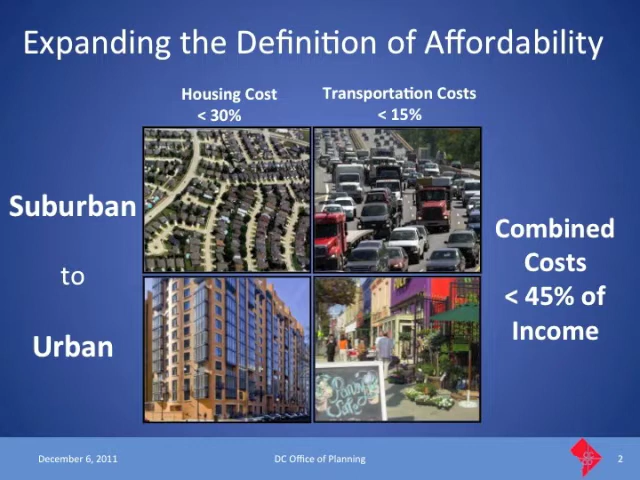 Expanding the Definition of Affordability
Housing Cost
< 30%
Transportation Costs
< 15%
Suburban
to
Urban
Combined
Costs
< 45% of
Income
December 6, 2011
DC Office of Planning
2